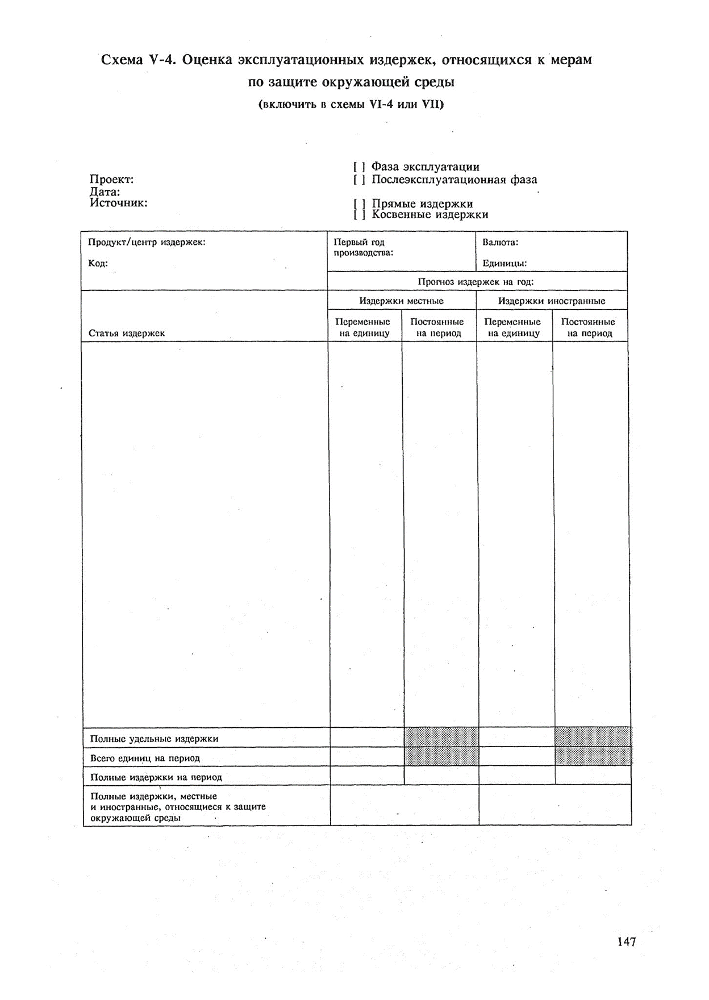 Схема V-4. Оценка эксплуатационных издержек, относящихся к мерам
по защите окружающей среды
(включить в схемы VI-4 или VII)
[ ] Фаза эксплуатации
Проект:
[ ] Послеэксплуатационная фаза
Дата:
Источник:
[ ] Прямые издержки
[ ] Косвенные издержки
Продукт/центр издержек:
Код:
Первый год
производства:
Валюта:
Единицы:
Прогноз издержек на год:
Статья издержек
Издержки местные
Издержки иностранные
Переменные
на единицу
Постоянные
на период
Переменные
на единицу
Постоянные
на период
Полные удельные издержки
Всего единиц на период
Полные издержки на период
Полные издержки, местные
и иностранные, относящиеся к защите
окружающей среды
147